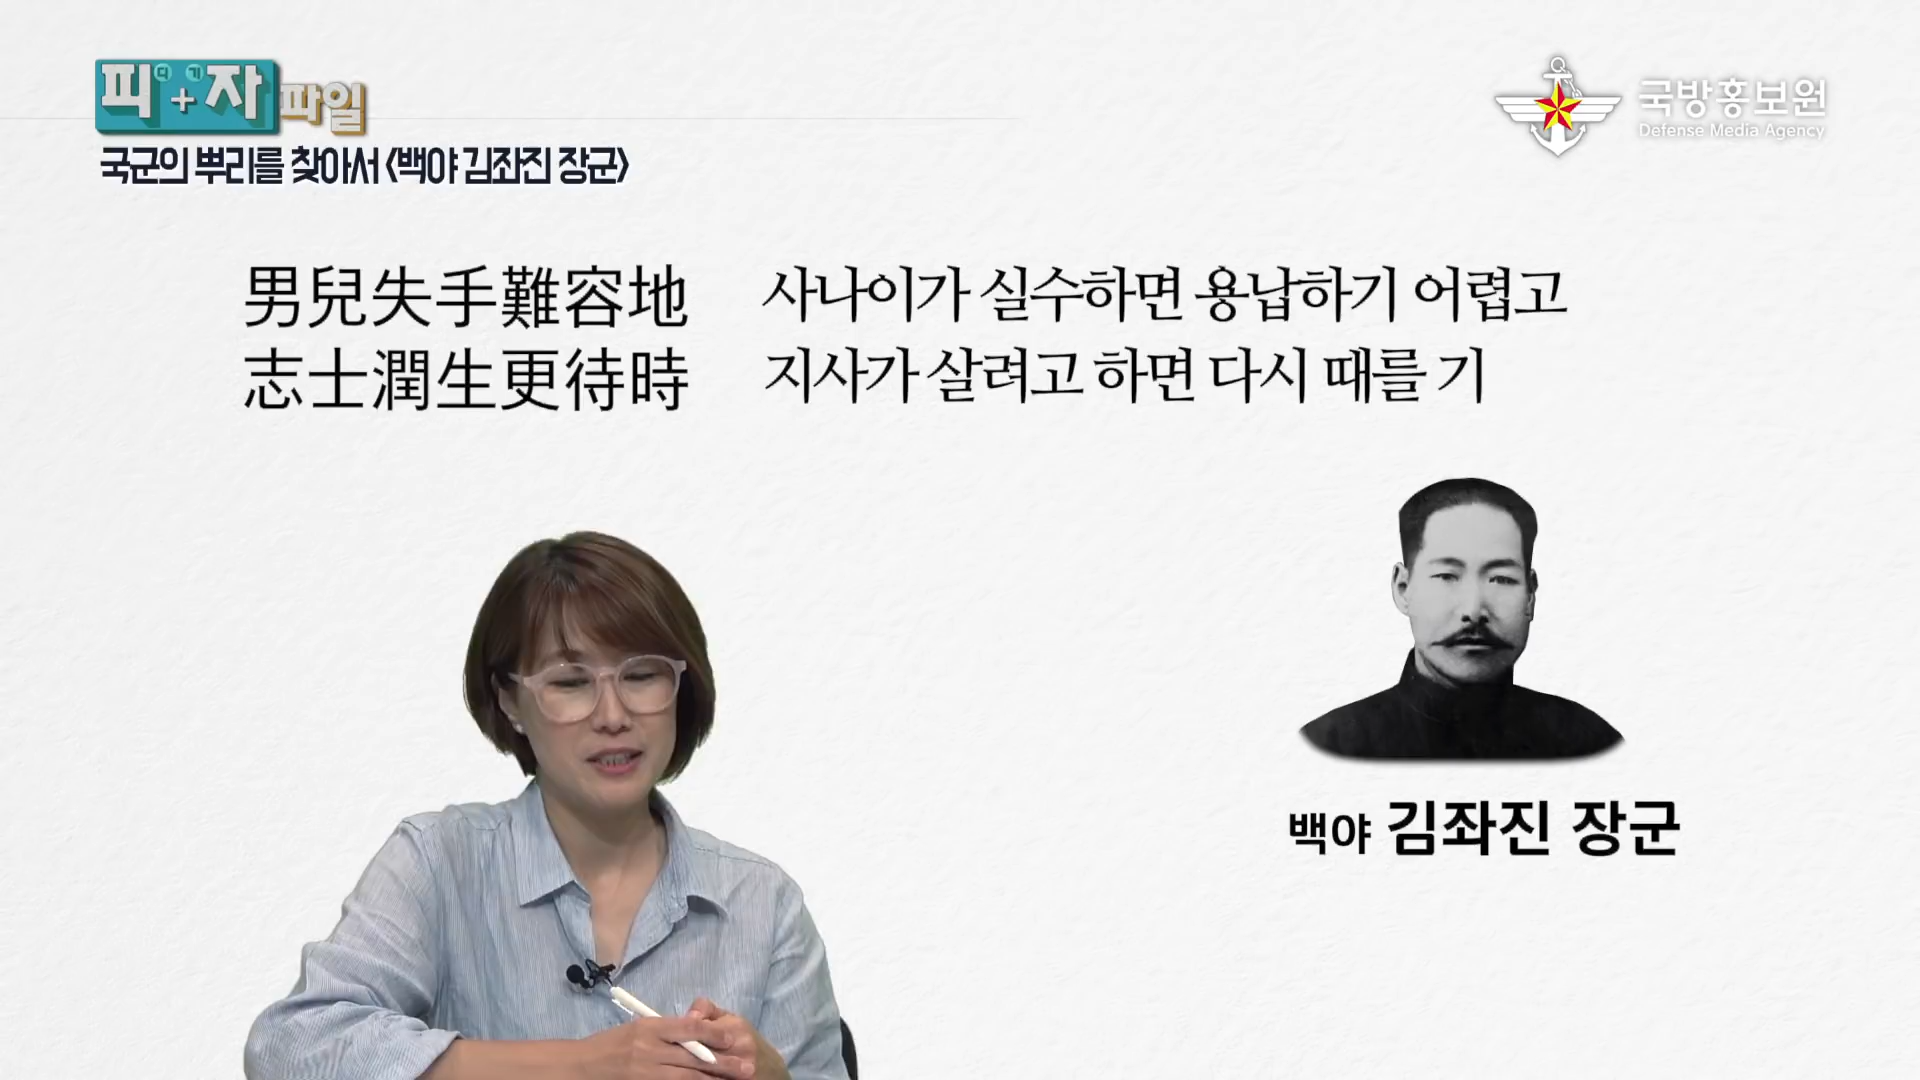 피디+기자 파일
국군의 뿌리를 찾아서 <백야 김좌진 장군>
국방홍보원
Defense Media Agency
男兒失手難容地 사나이가 실수하면 용납하기 어렵고
志士潤生更待時 지사가 살려고 하면 다시 때를 기
백야 김좌진 장군